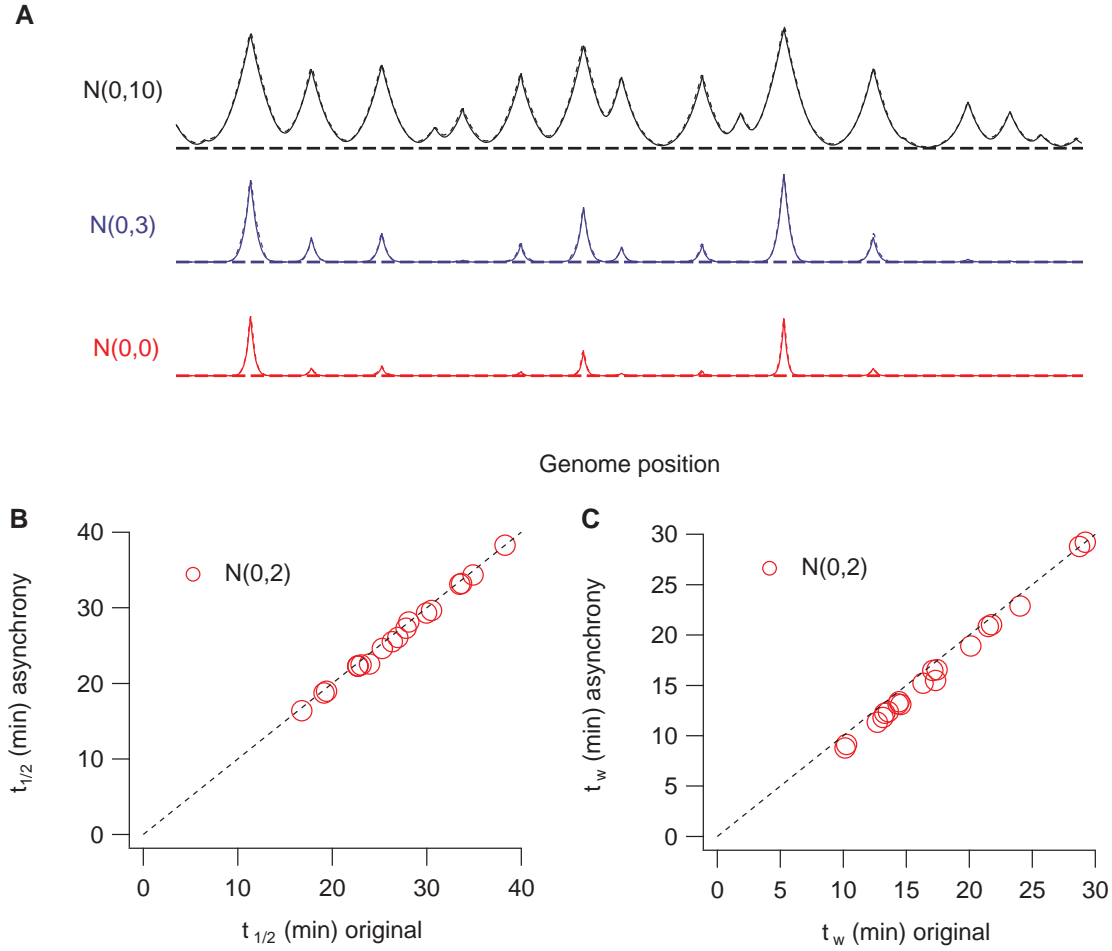 A
N(0,10)
N(0,3)
N(0,0)
Genome position
B
t1/2 (min) asynchrony
40
30
20
10
0
N(0,2)
0 10 20 30 40
t1/2 (min) original
C
tw (min) asynchrony
30
25
20
15
10
5
0
N(0,2)
0 5 10 15 20 25 30
tw (min) original